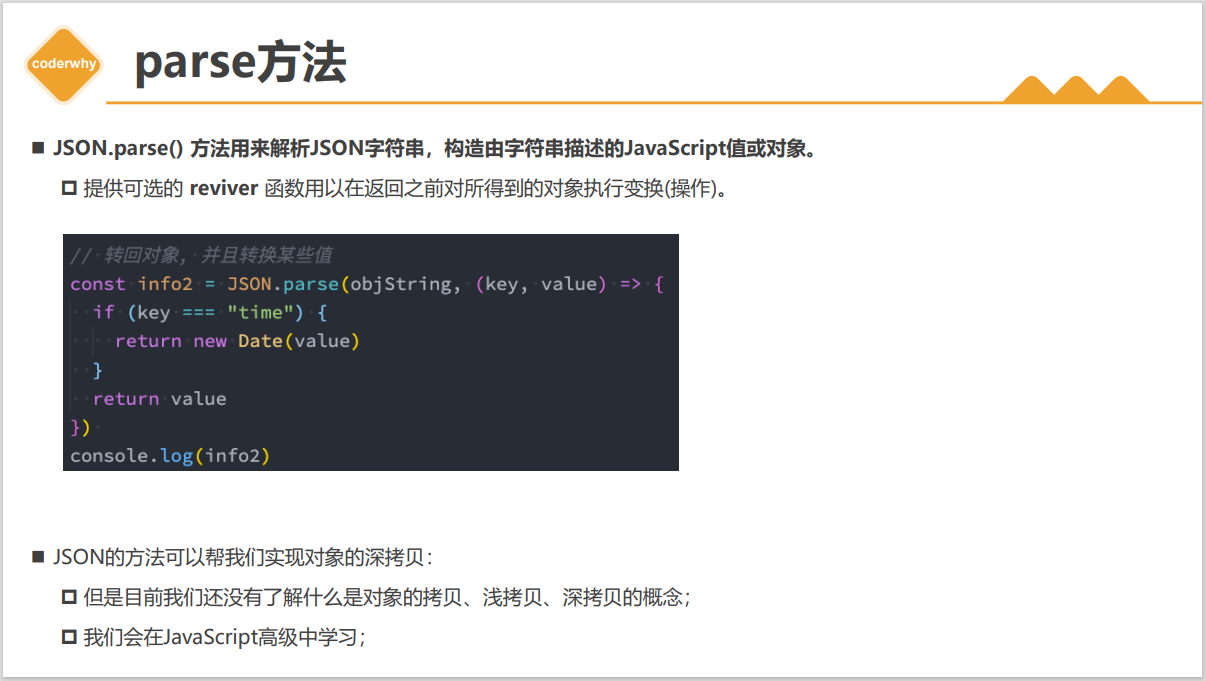 coderwhy
parse方法
JSON.parse() 方法用来解析JSON字符串，构造由字符串描述的JavaScript值或对象。
提供可选的 reviver 函数用以在返回之前对所得到的对象执行变换(操作)。
// 转回对象, 并且转换某些值
const info2 = JSON.parse(objString, (key, value) => {
  if (key === "time") {
    return new Date(value)
  }
  return value
})
console.log(info2)
JSON的方法可以帮我们实现对象的深拷贝：
但是目前我们还没有了解什么是对象的拷贝、浅拷贝、深拷贝的概念；
我们会在JavaScript高级中学习；